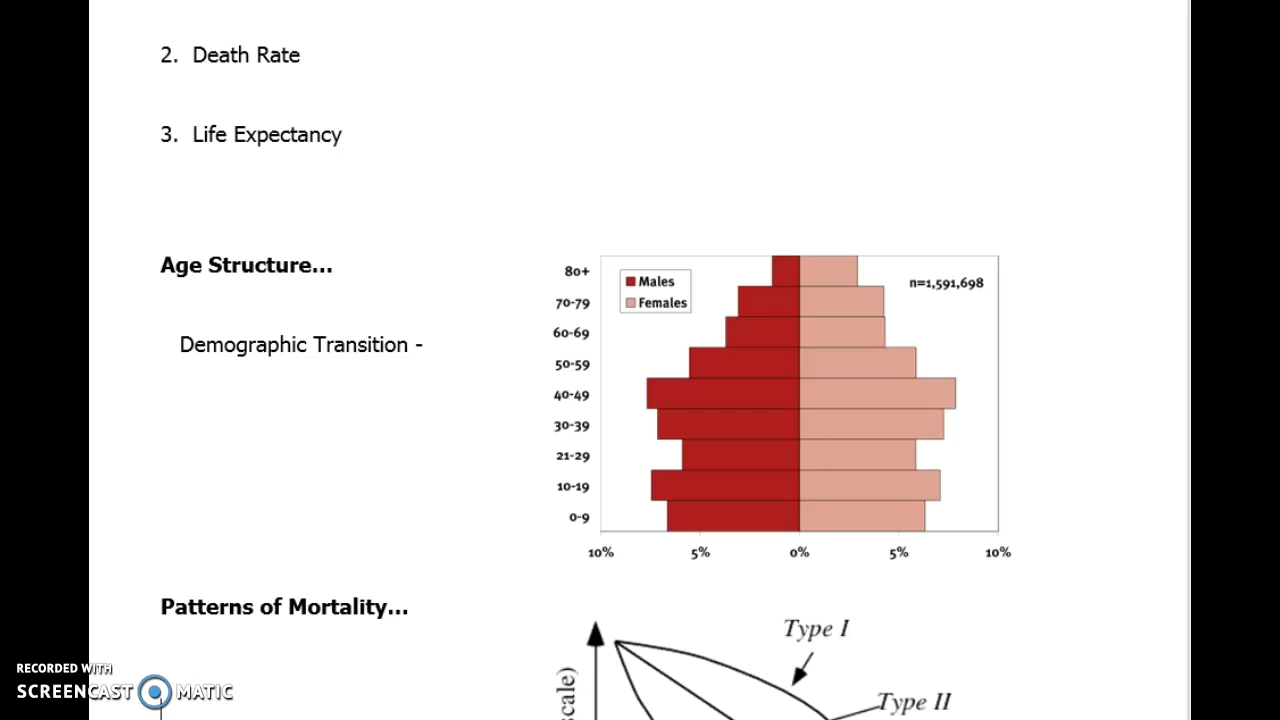 2. Death Rate
3. Life Expectancy
Age Structure...
Demographic Transition -
Males
Females
n=1,591,698
80+
70-79
60-69
50-59
40-49
30-39
21-29
10-19
0-9
10% 5% 0% 5% 10%
Patterns of Mortality...
Type I
Type II
scale)
RECORDED WITH
SCREENCAST MATIC